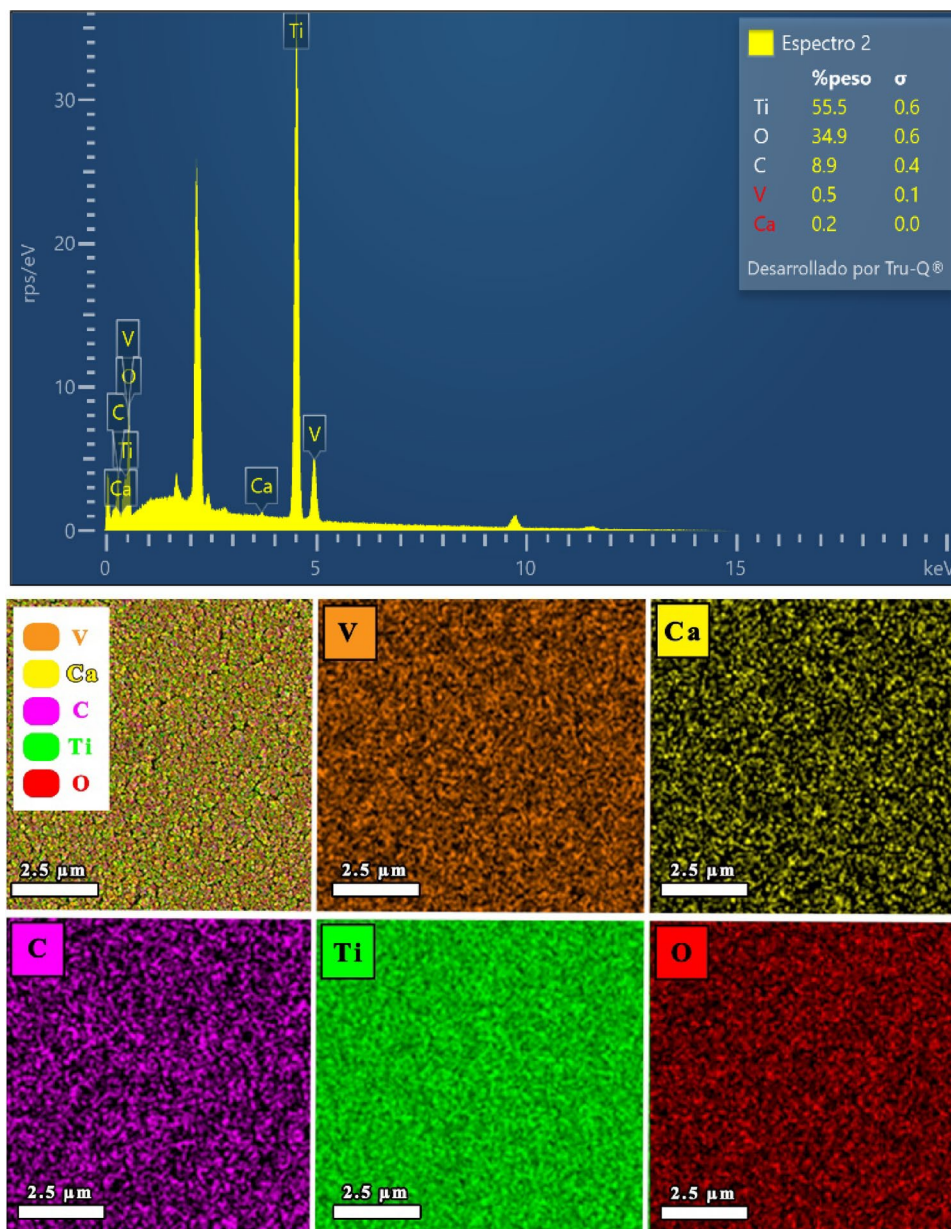 Ti
Espectro 2
%peso σ
Ti 55.5 0.6
O 34.9 0.6
C 8.9 0.4
V 0.5 0.1
Ca 0.2 0.0
Desarrollado por Tru-Q®
30
20
10
0
rps/eV
V
O
C
Ti
Ca
Ca
V
0 5 10 15 keV
V
Ca
C
Ti
O
2.5 µm
V
2.5 µm
Ca
2.5 µm
C
2.5 µm
Ti
2.5 µm
O
2.5 µm